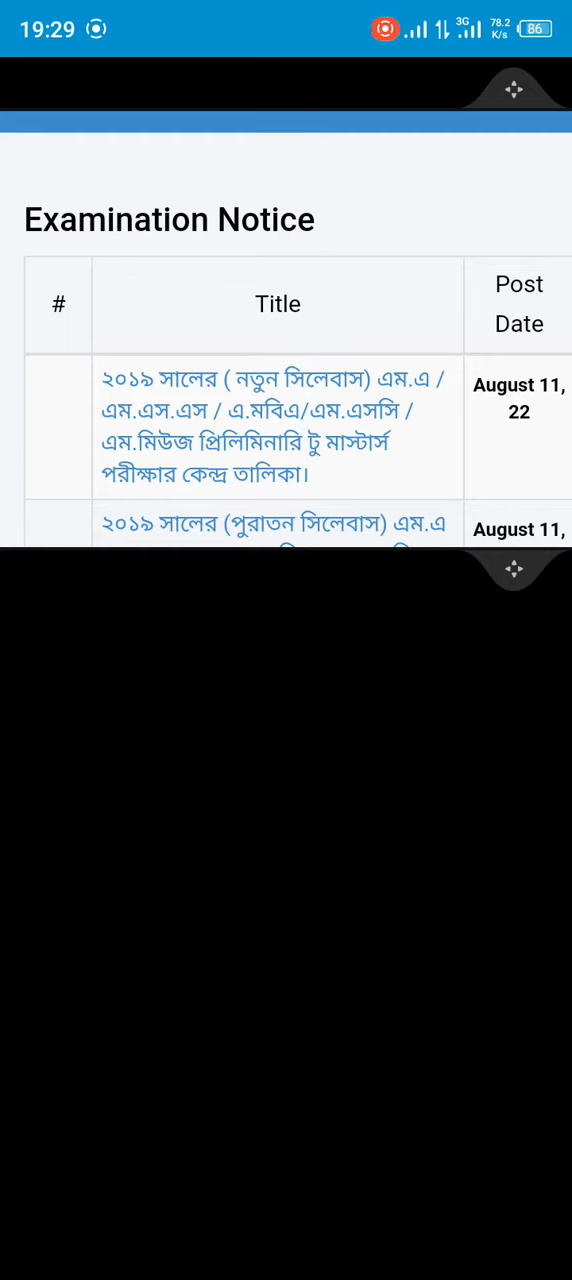 19:29
3G
78.2
K/s
86
Examination Notice
#
Title
Post
Date
২০১৯ সালের ( নতুন সিলেবাস) এম.এ /
এম.এস.এস / এ.মবিএ/এম.এসসি /
এম.মিউজ প্রিলিমিনারি টু মাস্টার্স
পরীক্ষার কেন্দ্র তালিকা।
August 11,
22
২০১৯ সালের (পুরাতন সিলেবাস) এম.এ
August 11,